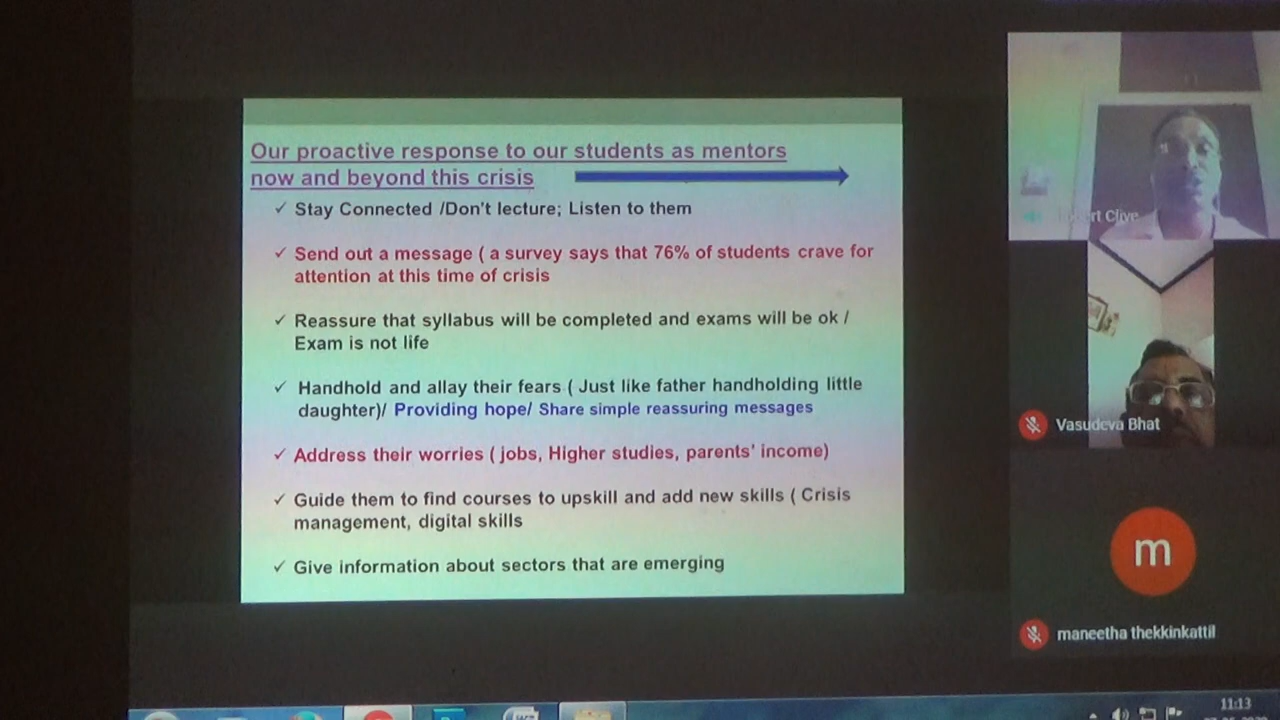 Our proactive response to our students as mentors
now and beyond this crisis
✓ Stay Connected /Don't lecture; Listen to them
✓ Send out a message ( a survey says that 76% of students crave for
attention at this time of crisis
✓ Reassure that syllabus will be completed and exams will be ok /
Exam is not life
✓ Handhold and allay their fears ( Just like father handholding little
daughter)/ Providing hope/ Share simple reassuring messages
✓ Address their worries ( jobs, Higher studies, parents' income)
✓ Guide them to find courses to upskill and add new skills ( Crisis
management, digital skills
✓ Give information about sectors that are emerging
Clive
Vasudeva Bhat
m
maneetha thekkinkattil
11:13